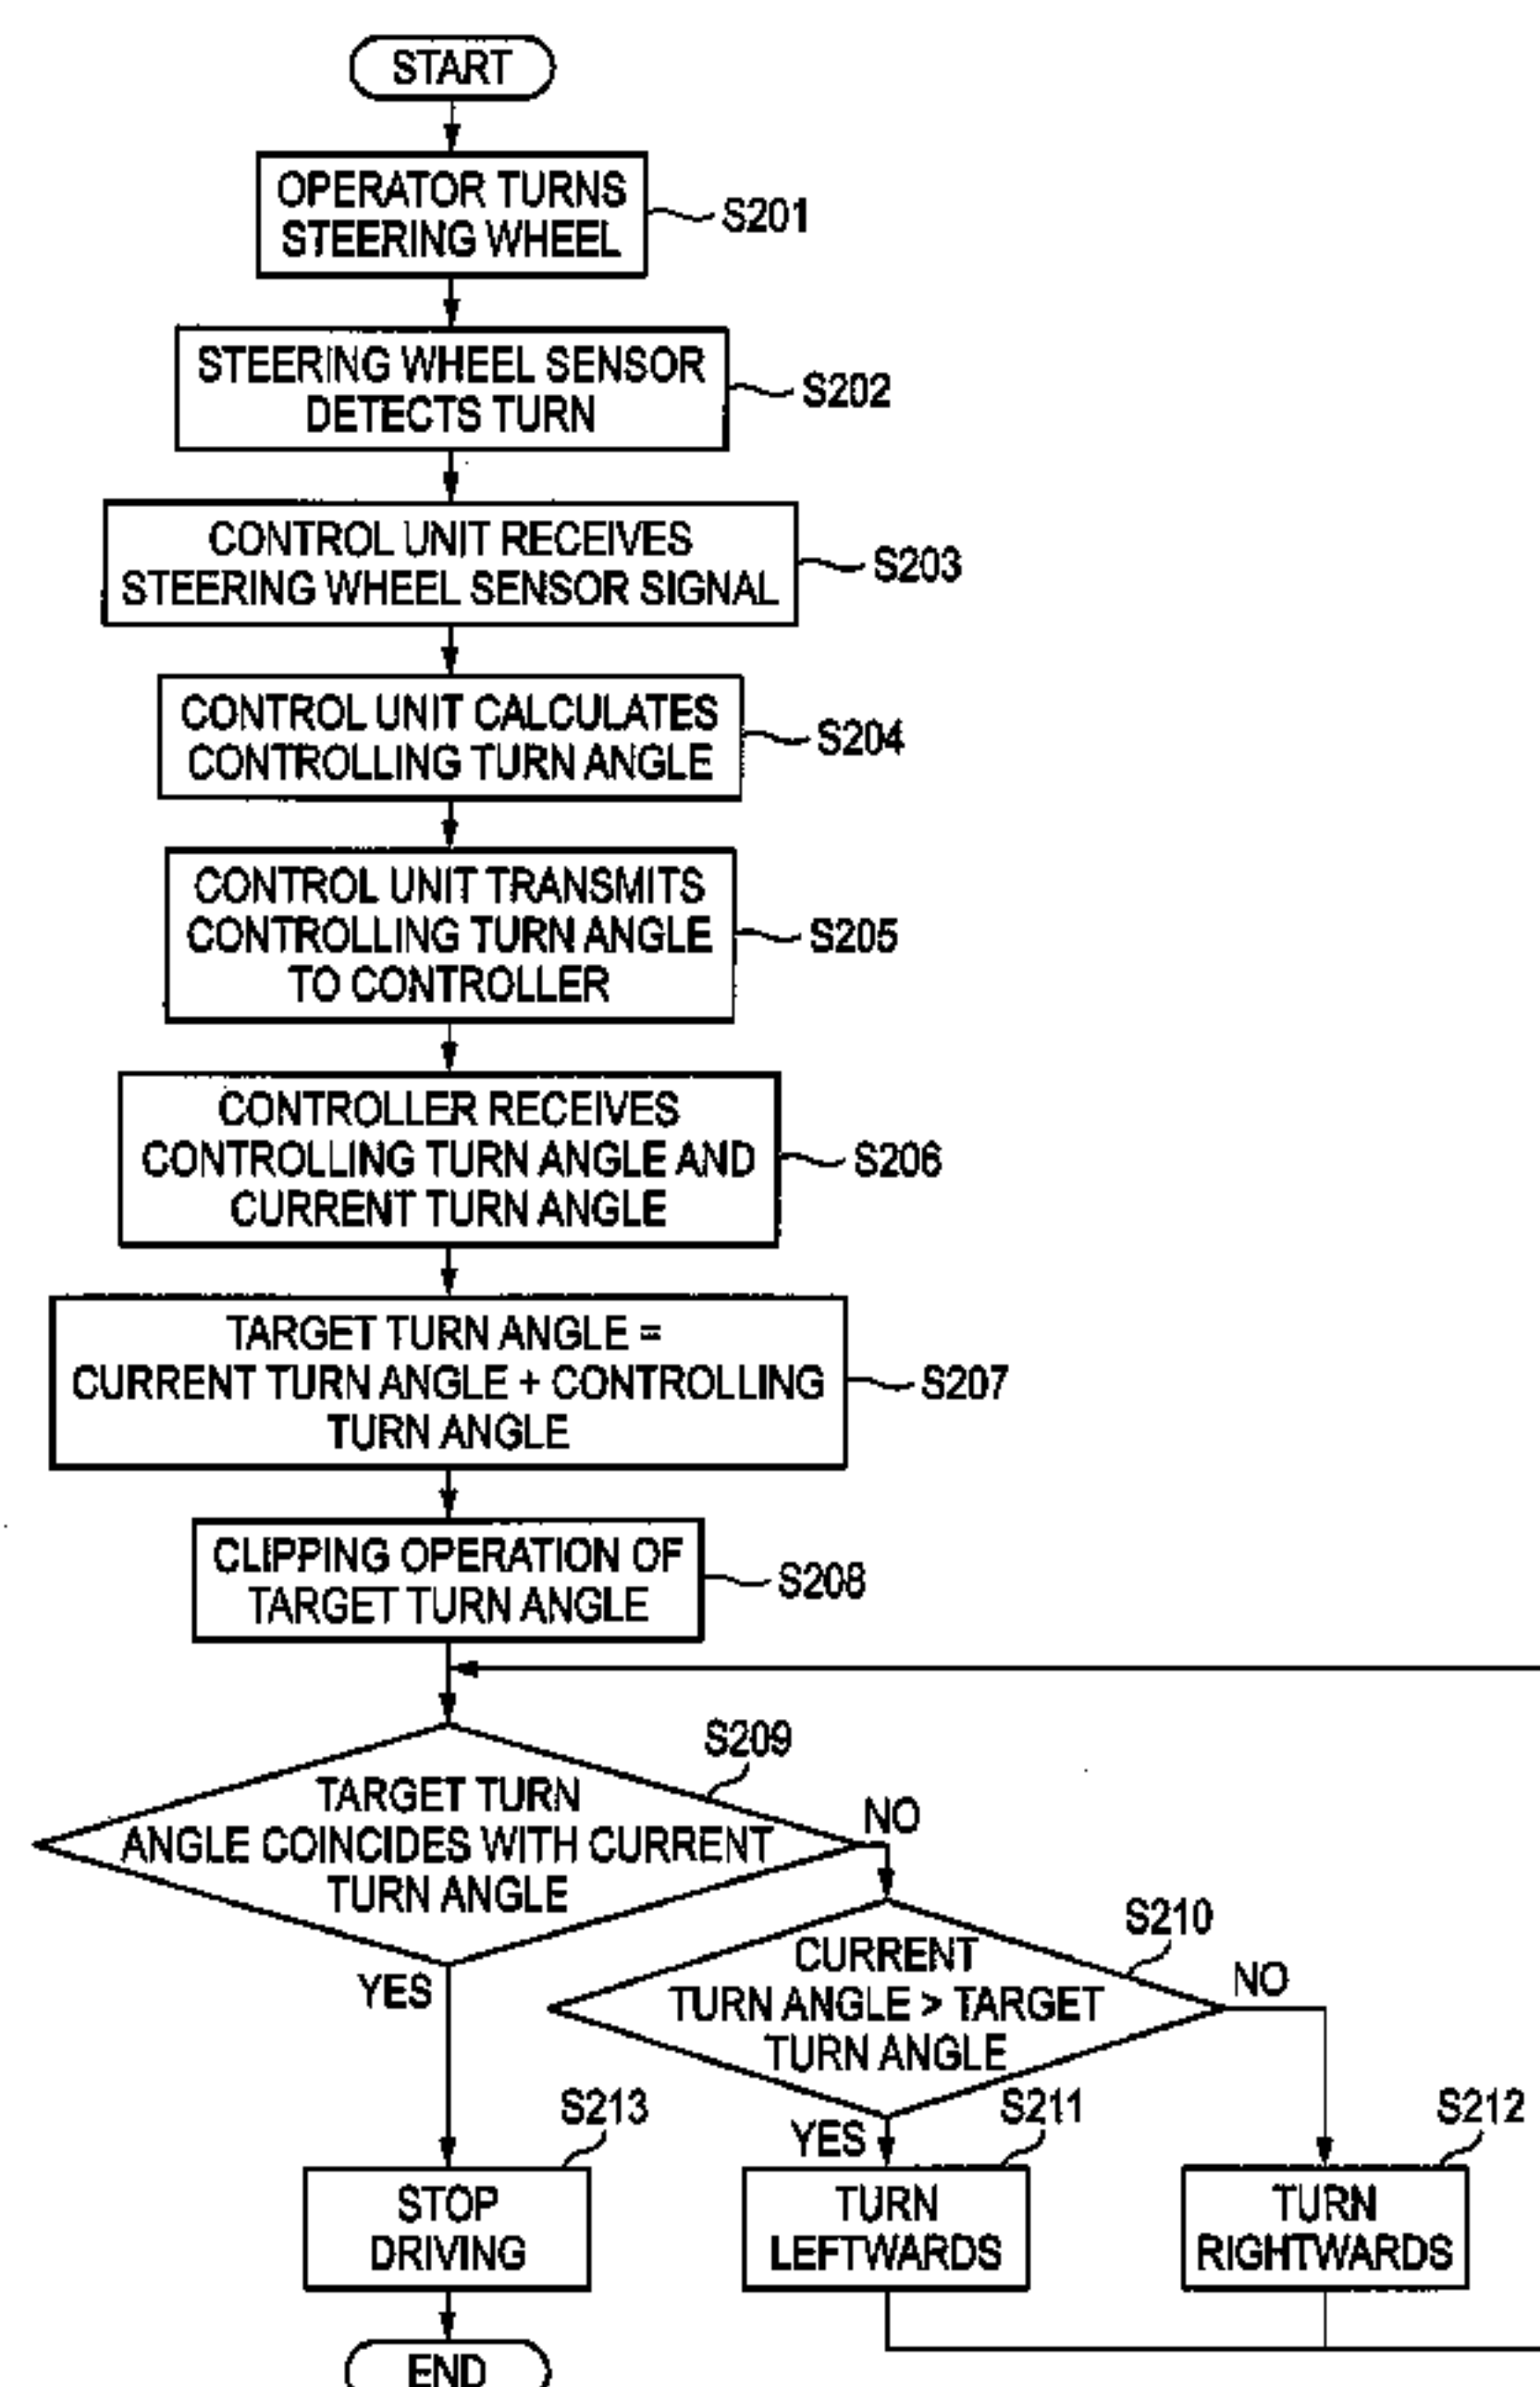 START
OPERATOR TURNS
STEERING WHEEL
S201
STEERING WHEEL SENSOR
DETECTS TURN
S202
CONTROL UNIT RECEIVES
STEERING WHEEL SENSOR SIGNAL
S203
CONTROL UNIT CALCULATES
CONTROLLING TURN ANGLE
S204
CONTROL UNIT TRANSMITS
CONTROLLING TURN ANGLE
TO CONTROLLER
S205
CONTROLLER RECEIVES
CONTROLLING TURN ANGLE AND
CURRENT TURN ANGLE
S206
TARGET TURN ANGLE =
CURRENT TURN ANGLE + CONTROLLING
TURN ANGLE
S207
CLIPPING OPERATION OF
TARGET TURN ANGLE
S208
S209
TARGET TURN
ANGLE COINCIDES WITH CURRENT
TURN ANGLE
NO
YES
S210
CURRENT
TURN ANGLE > TARGET
TURN ANGLE
NO
YES
S213
STOP
DRIVING
S211
TURN
LEFTWARDS
S212
TURN
RIGHTWARDS
END